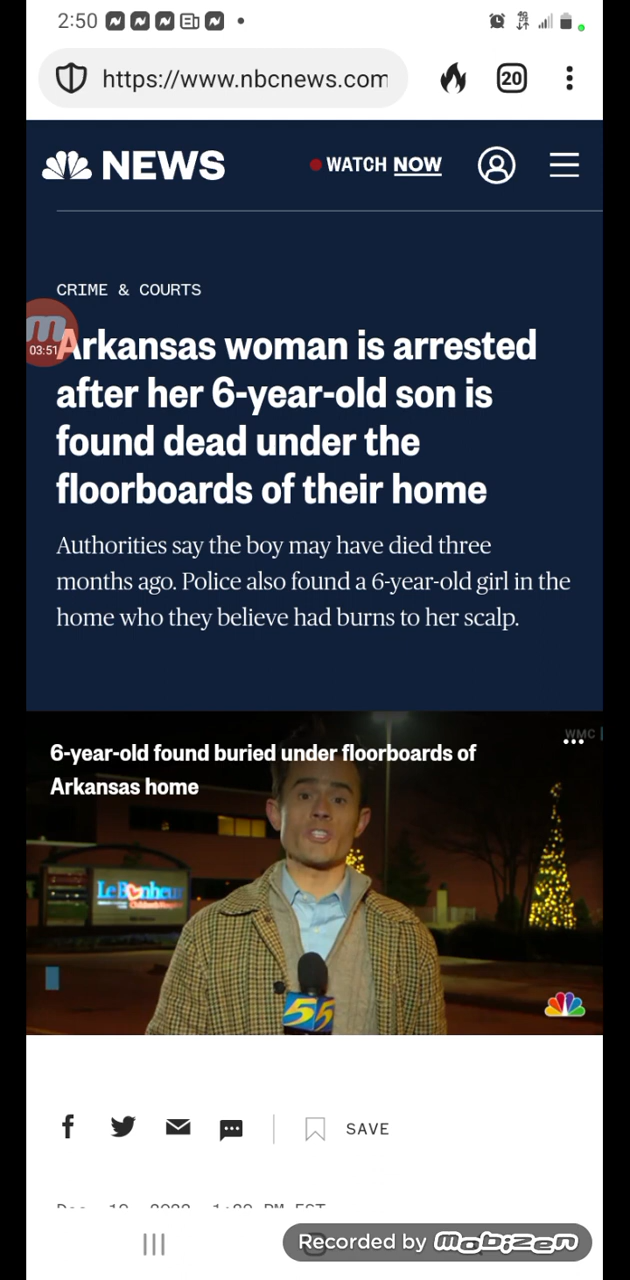 2:50
https://www.nbcnews.com
20
NEWS
WATCH NOW
CRIME & COURTS
03:51
Arkansas woman is arrested
after her 6-year-old son is
found dead under the
floorboards of their home
Authorities say the boy may have died three
months ago. Police also found a 6-year-old girl in the
home who they believe had burns to her scalp.
WMC
6-year-old found buried under floorboards of
Arkansas home
Le Bonheur
Children's
5
SAVE
Recorded by mobizen